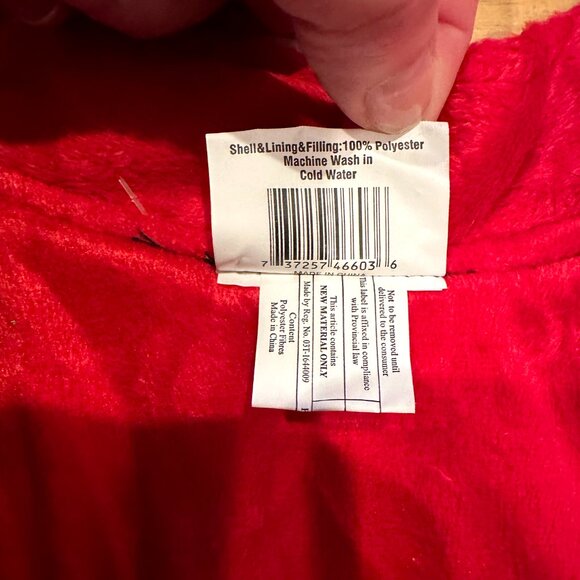 Shell&Lining&Filling:100% Polyester
Machine Wash in
Cold Water
7 37257 46603 6
MADE IN CHINA
Not to be removed until
delivered to the consumer
This label is affixed in compliance
with Provincial law
This article contains
NEW MATERIAL ONLY
Made by Reg. No. 03T-1644009
Content
Polyester Fibres
Made in China